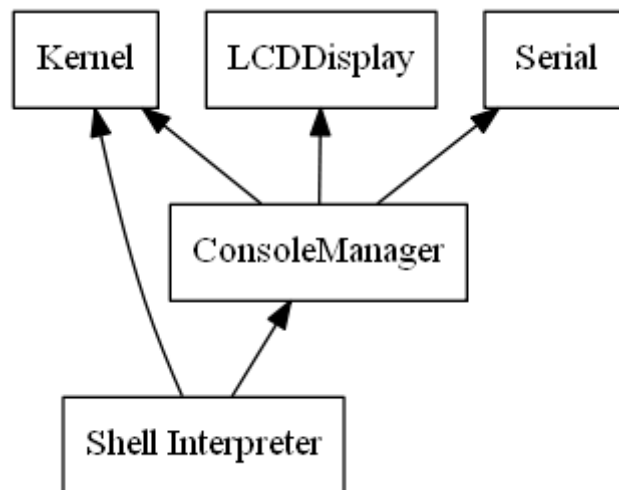 Kernel
LCDDisplay
Serial
ConsoleManager
Shell Interpreter